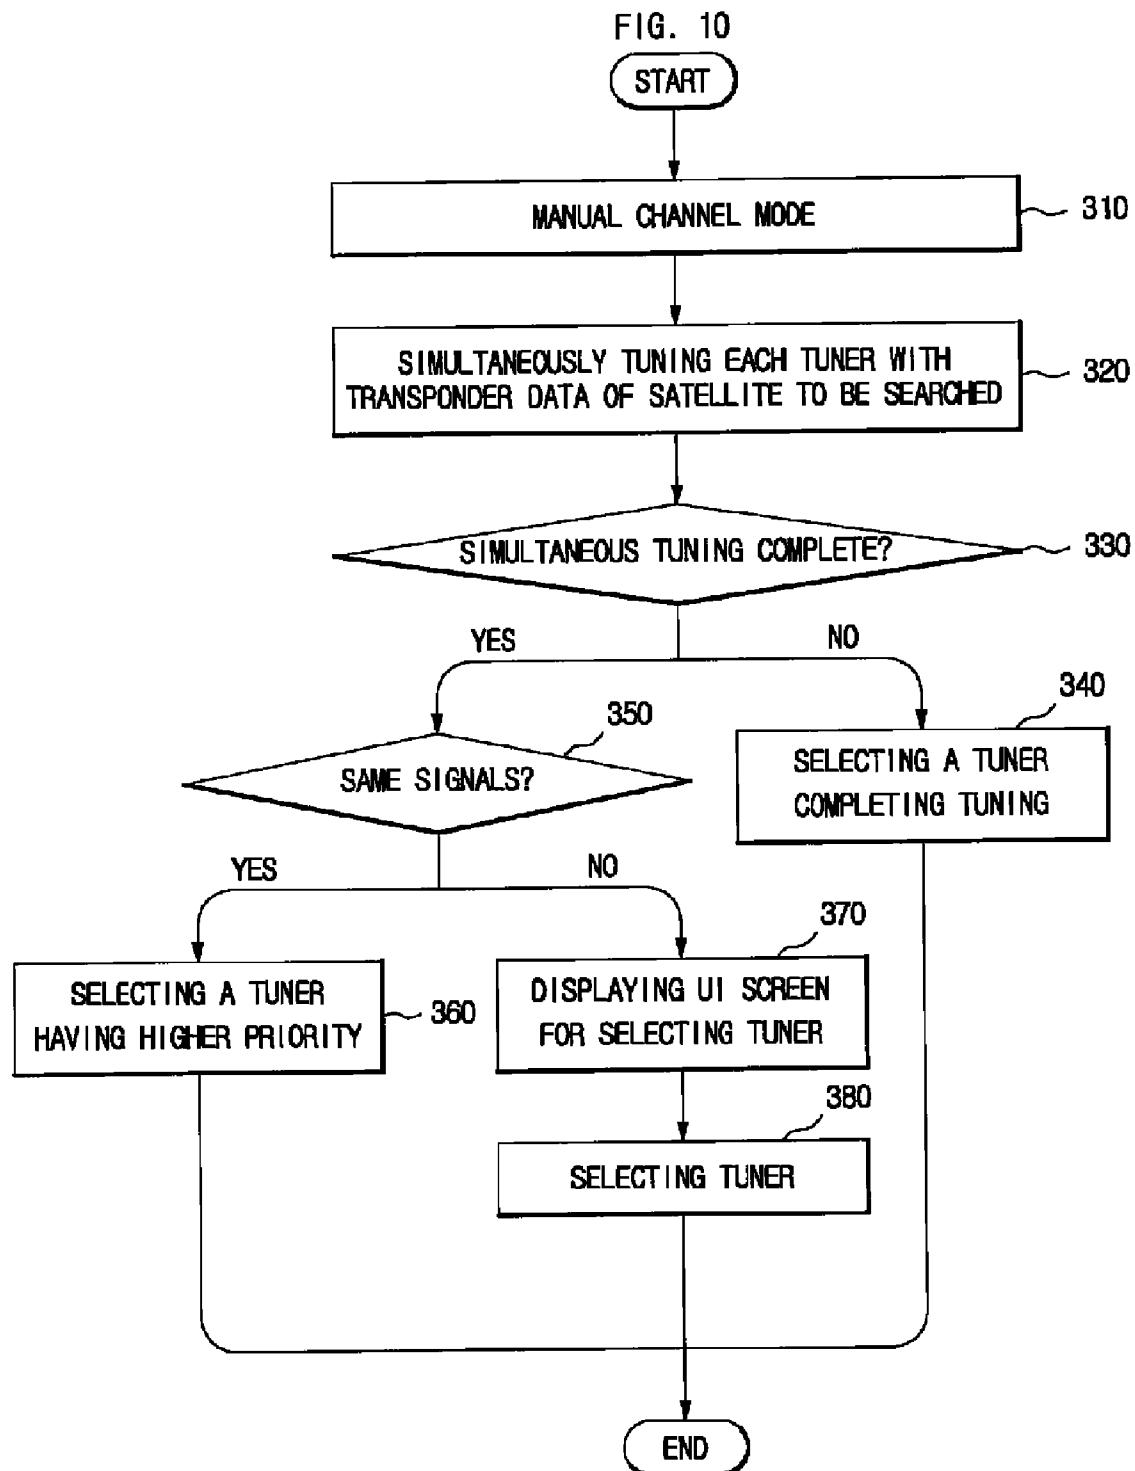 FIG. 10
START
MANUAL CHANNEL MODE
310
SIMULTANEOUSLY TUNING EACH TUNER WITH
TRANSPONDER DATA OF SATELLITE TO BE SEARCHED
320
SIMULTANEOUS TUNING COMPLETE?
330
YES
NO
350
340
SAME SIGNALS?
SELECTING A TUNER
COMPLETING TUNING
YES
NO
370
SELECTING A TUNER
HAVING HIGHER PRIORITY
360
DISPLAYING UI SCREEN
FOR SELECTING TUNER
380
SELECTING TUNER
END